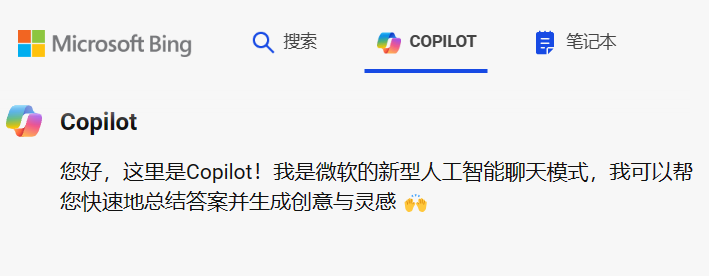 Microsoft Bing 搜索 COPILOT 笔记本
Copilot
您好，这里是Copilot！我是微软的新型人工智能聊天模式，我可以帮
您快速地总结答案并生成创意与灵感 🙌